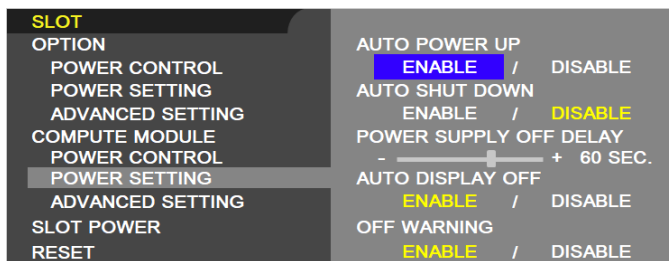 SLOT
OPTION
POWER CONTROL
POWER SETTING
ADVANCED SETTING
COMPUTE MODULE
POWER CONTROL
POWER SETTING
ADVANCED SETTING
SLOT POWER
RESET
AUTO POWER UP
ENABLE / DISABLE
AUTO SHUT DOWN
ENABLE / DISABLE
POWER SUPPLY OFF DELAY
- + 60 SEC.
AUTO DISPLAY OFF
ENABLE / DISABLE
OFF WARNING
ENABLE / DISABLE